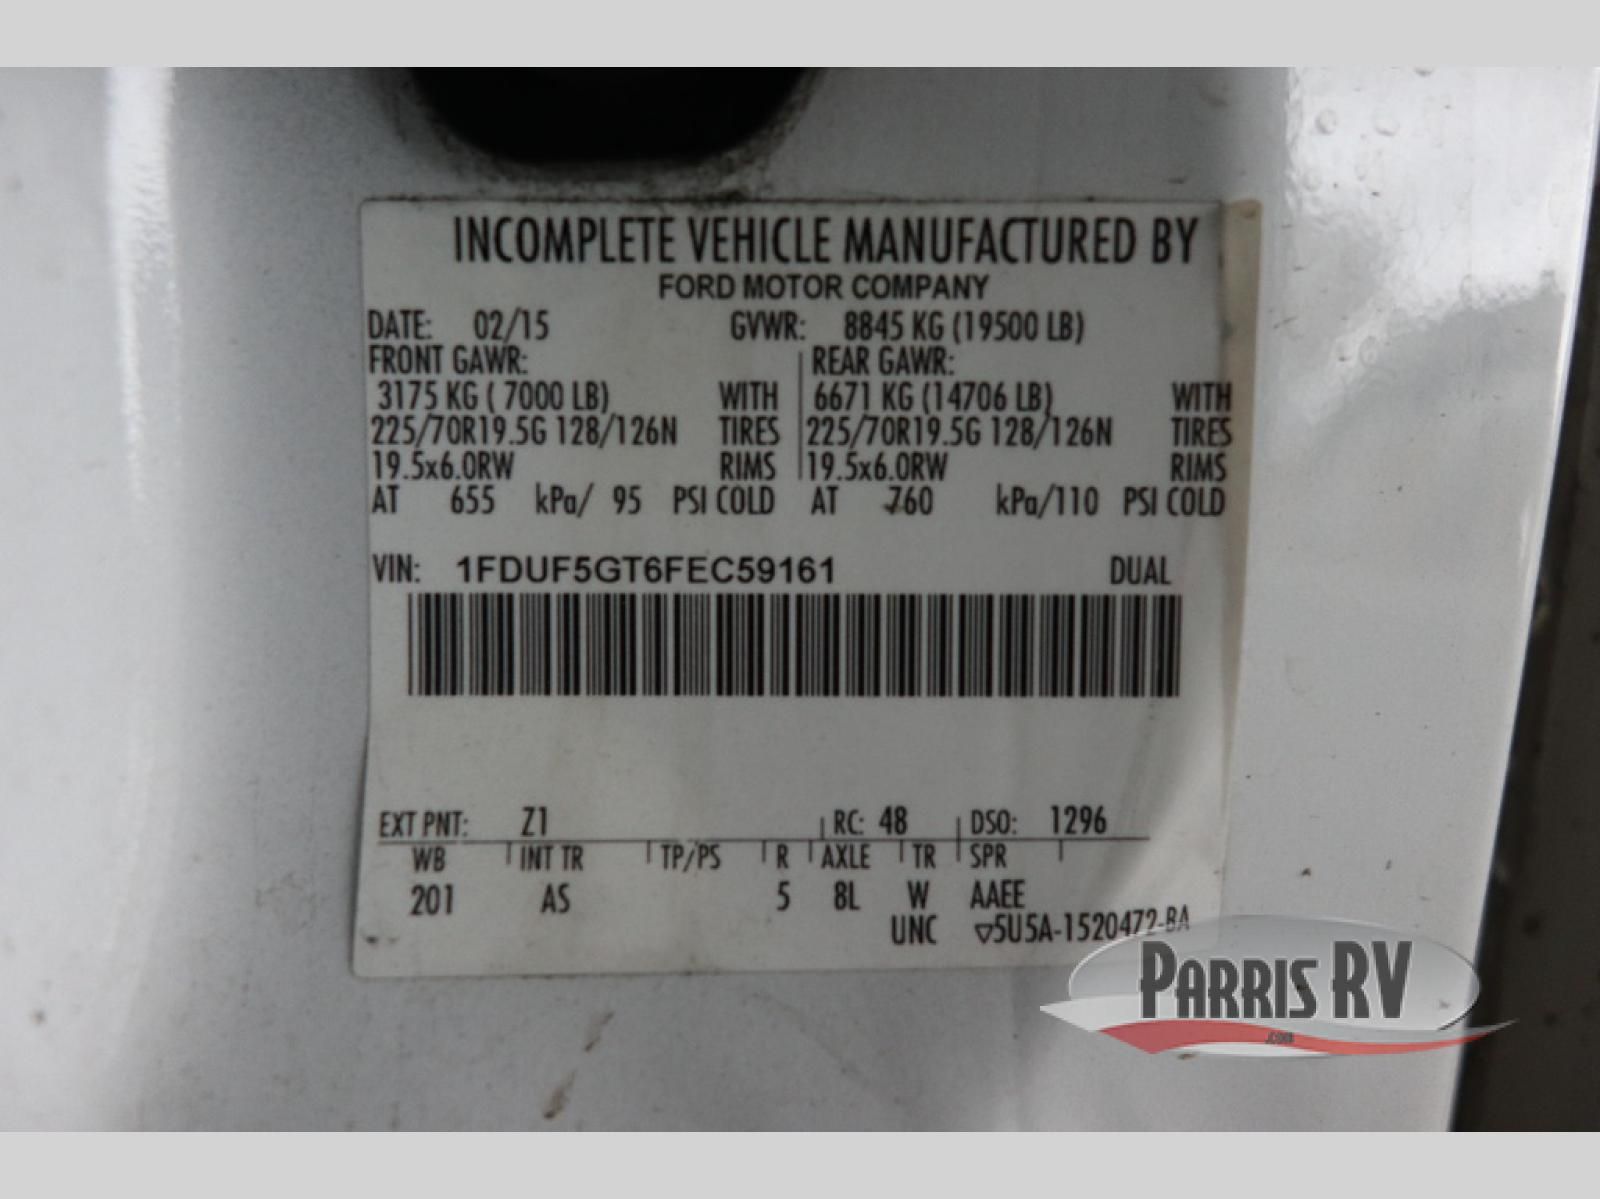 INCOMPLETE VEHICLE MANUFACTURED BY
FORD MOTOR COMPANY
DATE: 02/15 GVWR: 8845 KG (19500 LB)
FRONT GAWR: REAR GAWR:
3175 KG ( 7000 LB) WITH 6671 KG (14706 LB) WITH
225/70R19.5G 128/126N TIRES 225/70R19.5G 128/126N TIRES
19.5x6.0RW RIMS 19.5x6.0RW RIMS
AT 655 kPa/ 95 PSI COLD AT 760 kPa/110 PSI COLD
VIN: 1FDUF5GT6FEC59161 DUAL
EXT PNT: Z1 RC: 48 DSO: 1296
WB INT TR TP/PS R AXLE TR SPR
201 AS 5 8L W AAEE
UNC ▽5U5A-1520472-BA
PARRIS RV
.COM